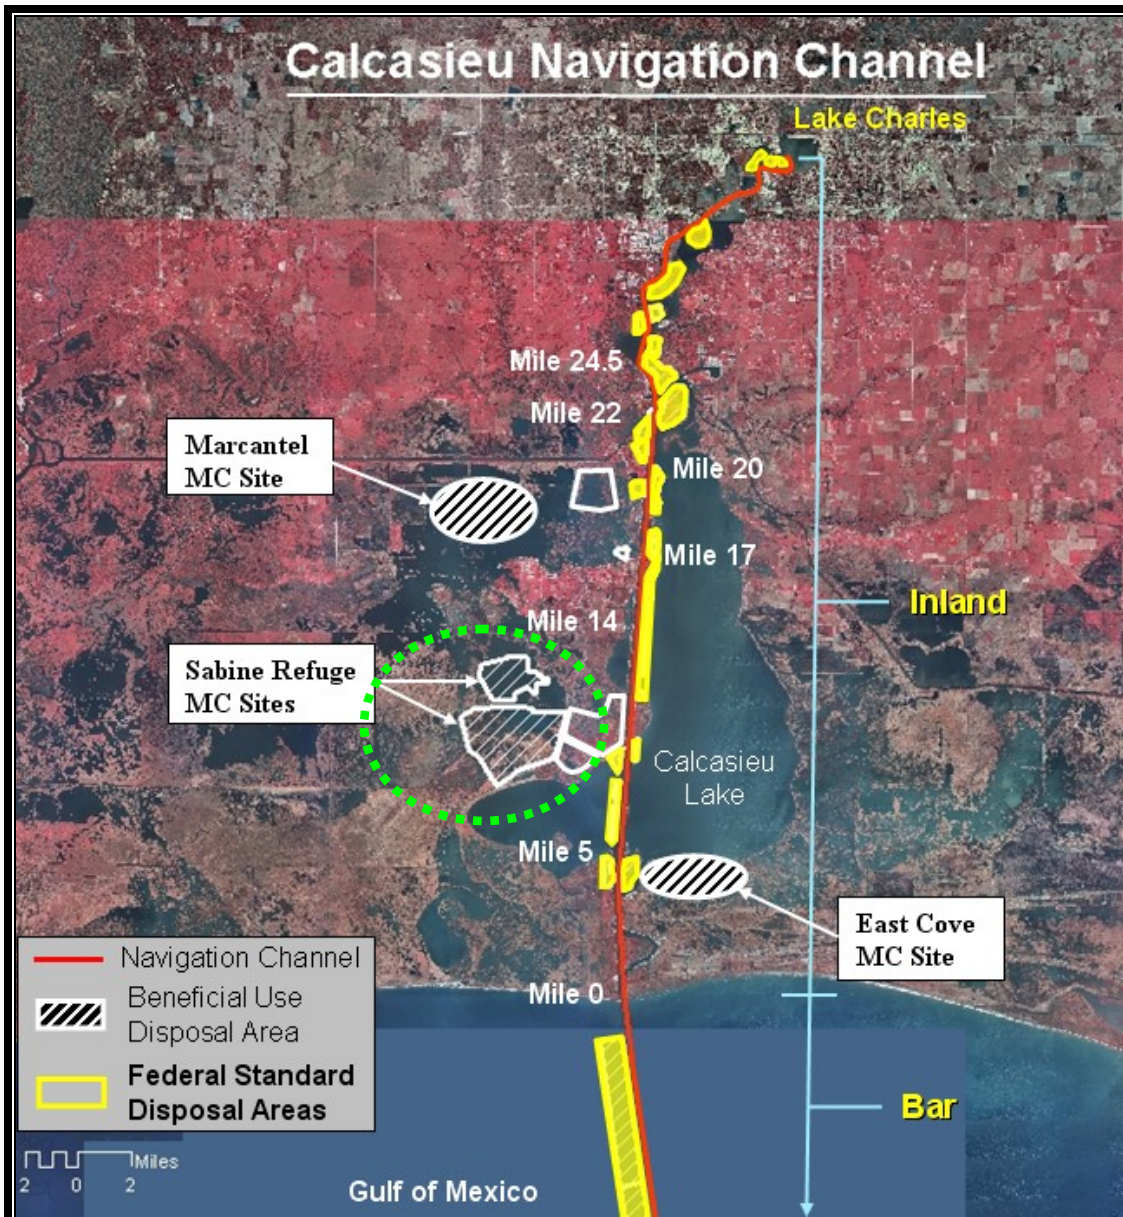 Calcasieu Navigation Channel
Lake Charles
Mile 24.5
Mile 22
Marcantel
MC Site
Mile 20
Mile 17
Inland
Mile 14
Sabine Refuge
MC Sites
Calcasieu
Lake
Mile 5
East Cove
MC Site
Navigation Channel
Mile 0
Beneficial Use
Disposal Area
Federal Standard
Disposal Areas
Bar
Miles
2 0 2
Gulf of Mexico